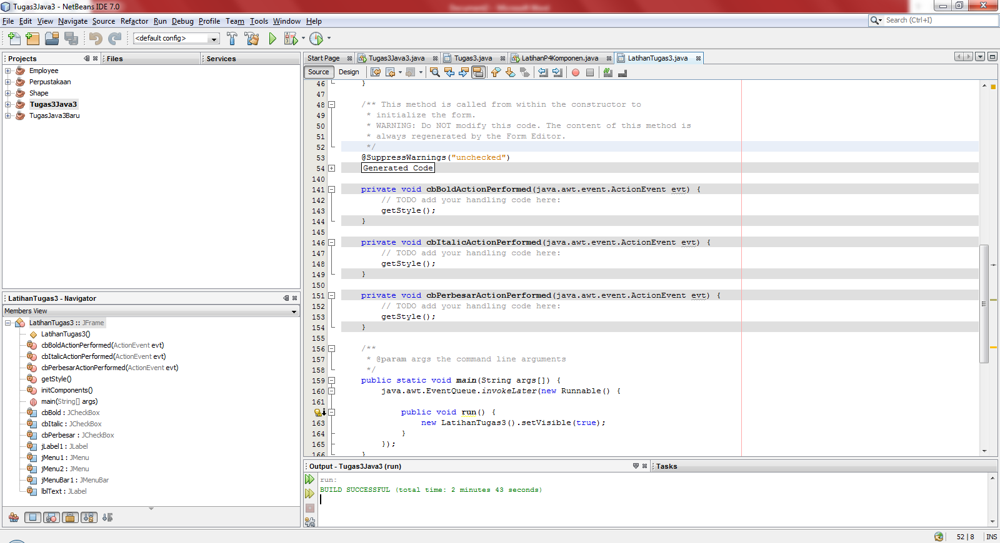 Tugas3Java3 - NetBeans IDE 7.0
File Edit View Navigate Source Refactor Run Debug Profile Team Tools Window Help
Search (Ctrl+I)
<default config>
Projects
Files
Services
Employee
Perpustakaan
Shape
Tugas3Java3
TugasJava3Baru
LatihanTugas3 - Navigator
Members View
LatihanTugas3 :: JFrame
LatihanTugas3()
cbBoldActionPerformed(ActionEvent evt)
cbItalicActionPerformed(ActionEvent evt)
cbPerbesarActionPerformed(ActionEvent evt)
getStyle()
initComponents()
main(String[] args)
cbBold : JCheckBox
cbItalic : JCheckBox
cbPerbesar : JCheckBox
jLabel1 : JLabel
jMenu1 : JMenu
jMenu2 : JMenu
jMenuBar1 : JMenuBar
lblText : JLabel
Start Page Tugas3Java3.java Tugas3.java LatihanP4Komponen.java LatihanTugas3.java
Source Design
46 }
47
48 /** This method is called from within the constructor to
49 * initialize the form.
50 * WARNING: Do NOT modify this code. The content of this method is
51 * always regenerated by the Form Editor.
52 */
53 @SuppressWarnings("unchecked")
54 Generated Code
140
141 private void cbBoldActionPerformed(java.awt.event.ActionEvent evt) {
142 // TODO add your handling code here:
143 getStyle();
144 }
145
146 private void cbItalicActionPerformed(java.awt.event.ActionEvent evt) {
147 // TODO add your handling code here:
148 getStyle();
149 }
150
151 private void cbPerbesarActionPerformed(java.awt.event.ActionEvent evt) {
152 // TODO add your handling code here:
153 getStyle();
154 }
155
156 /**
157 * @param args the command line arguments
158 */
159 public static void main(String args[]) {
160 java.awt.EventQueue.invokeLater(new Runnable() {
161
public void run() {
163 new LatihanTugas3().setVisible(true);
164 }
165 });
166 }
Output - Tugas3Java3 (run)
Tasks
run:
BUILD SUCCESSFUL (total time: 2 minutes 43 seconds)
52 | 8 INS